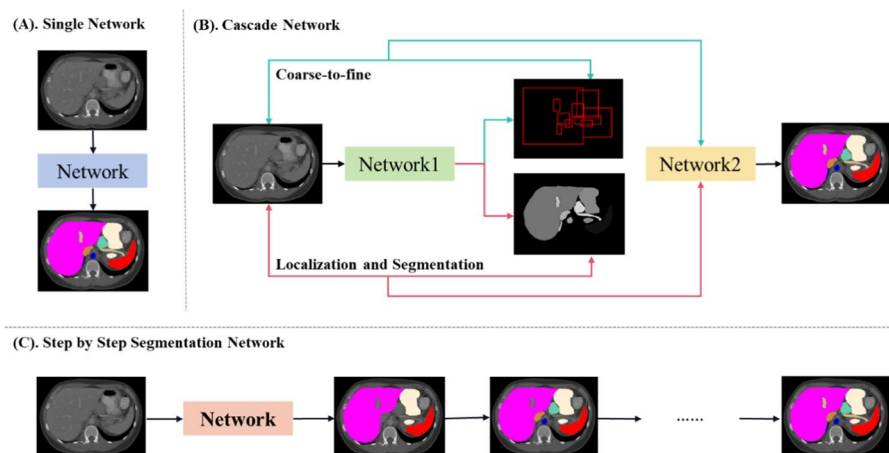 (A). Single Network
Network
(B). Cascade Network
Coarse-to-fine
Network1
Network2
Localization and Segmentation
(C). Step by Step Segmentation Network
Network
......